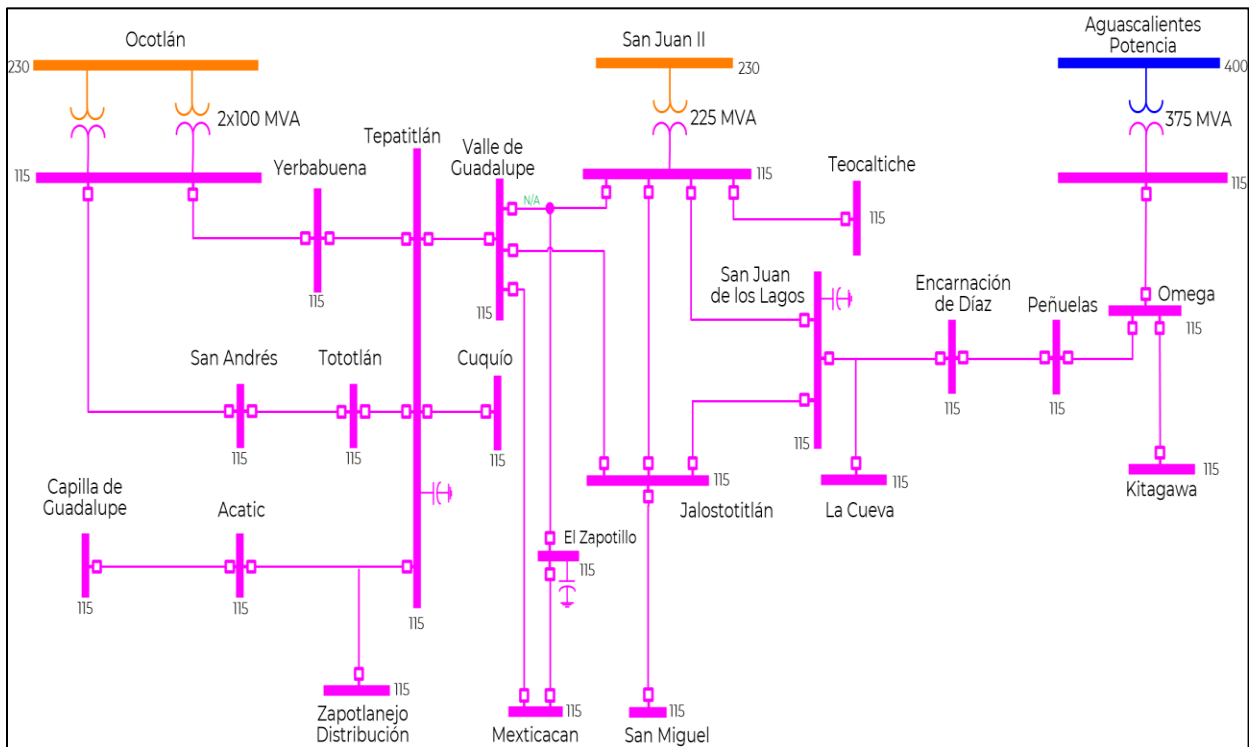 Ocotlán
San Juan II
Aguascalientes
Potencia
230
230
400
2x100 MVA
225 MVA
375 MVA
Tepatitlán
Valle de
Guadalupe
Yerbabuena
115
115
115
Teocaltiche
N/A
115
San Juan
de los Lagos
Encarnación
de Díaz
Peñuelas
Omega
115
115
115
San Andrés
Tototlán
Cuquío
115
115
115
115
115
115
115
115
Capilla de
Guadalupe
Acatic
115
Jalostotitlán
115
La Cueva
115
Kitagawa
El Zapotillo
115
115
115
115
115
Zapotlanejo
Distribución
115
Mexticacan
115
San Miguel